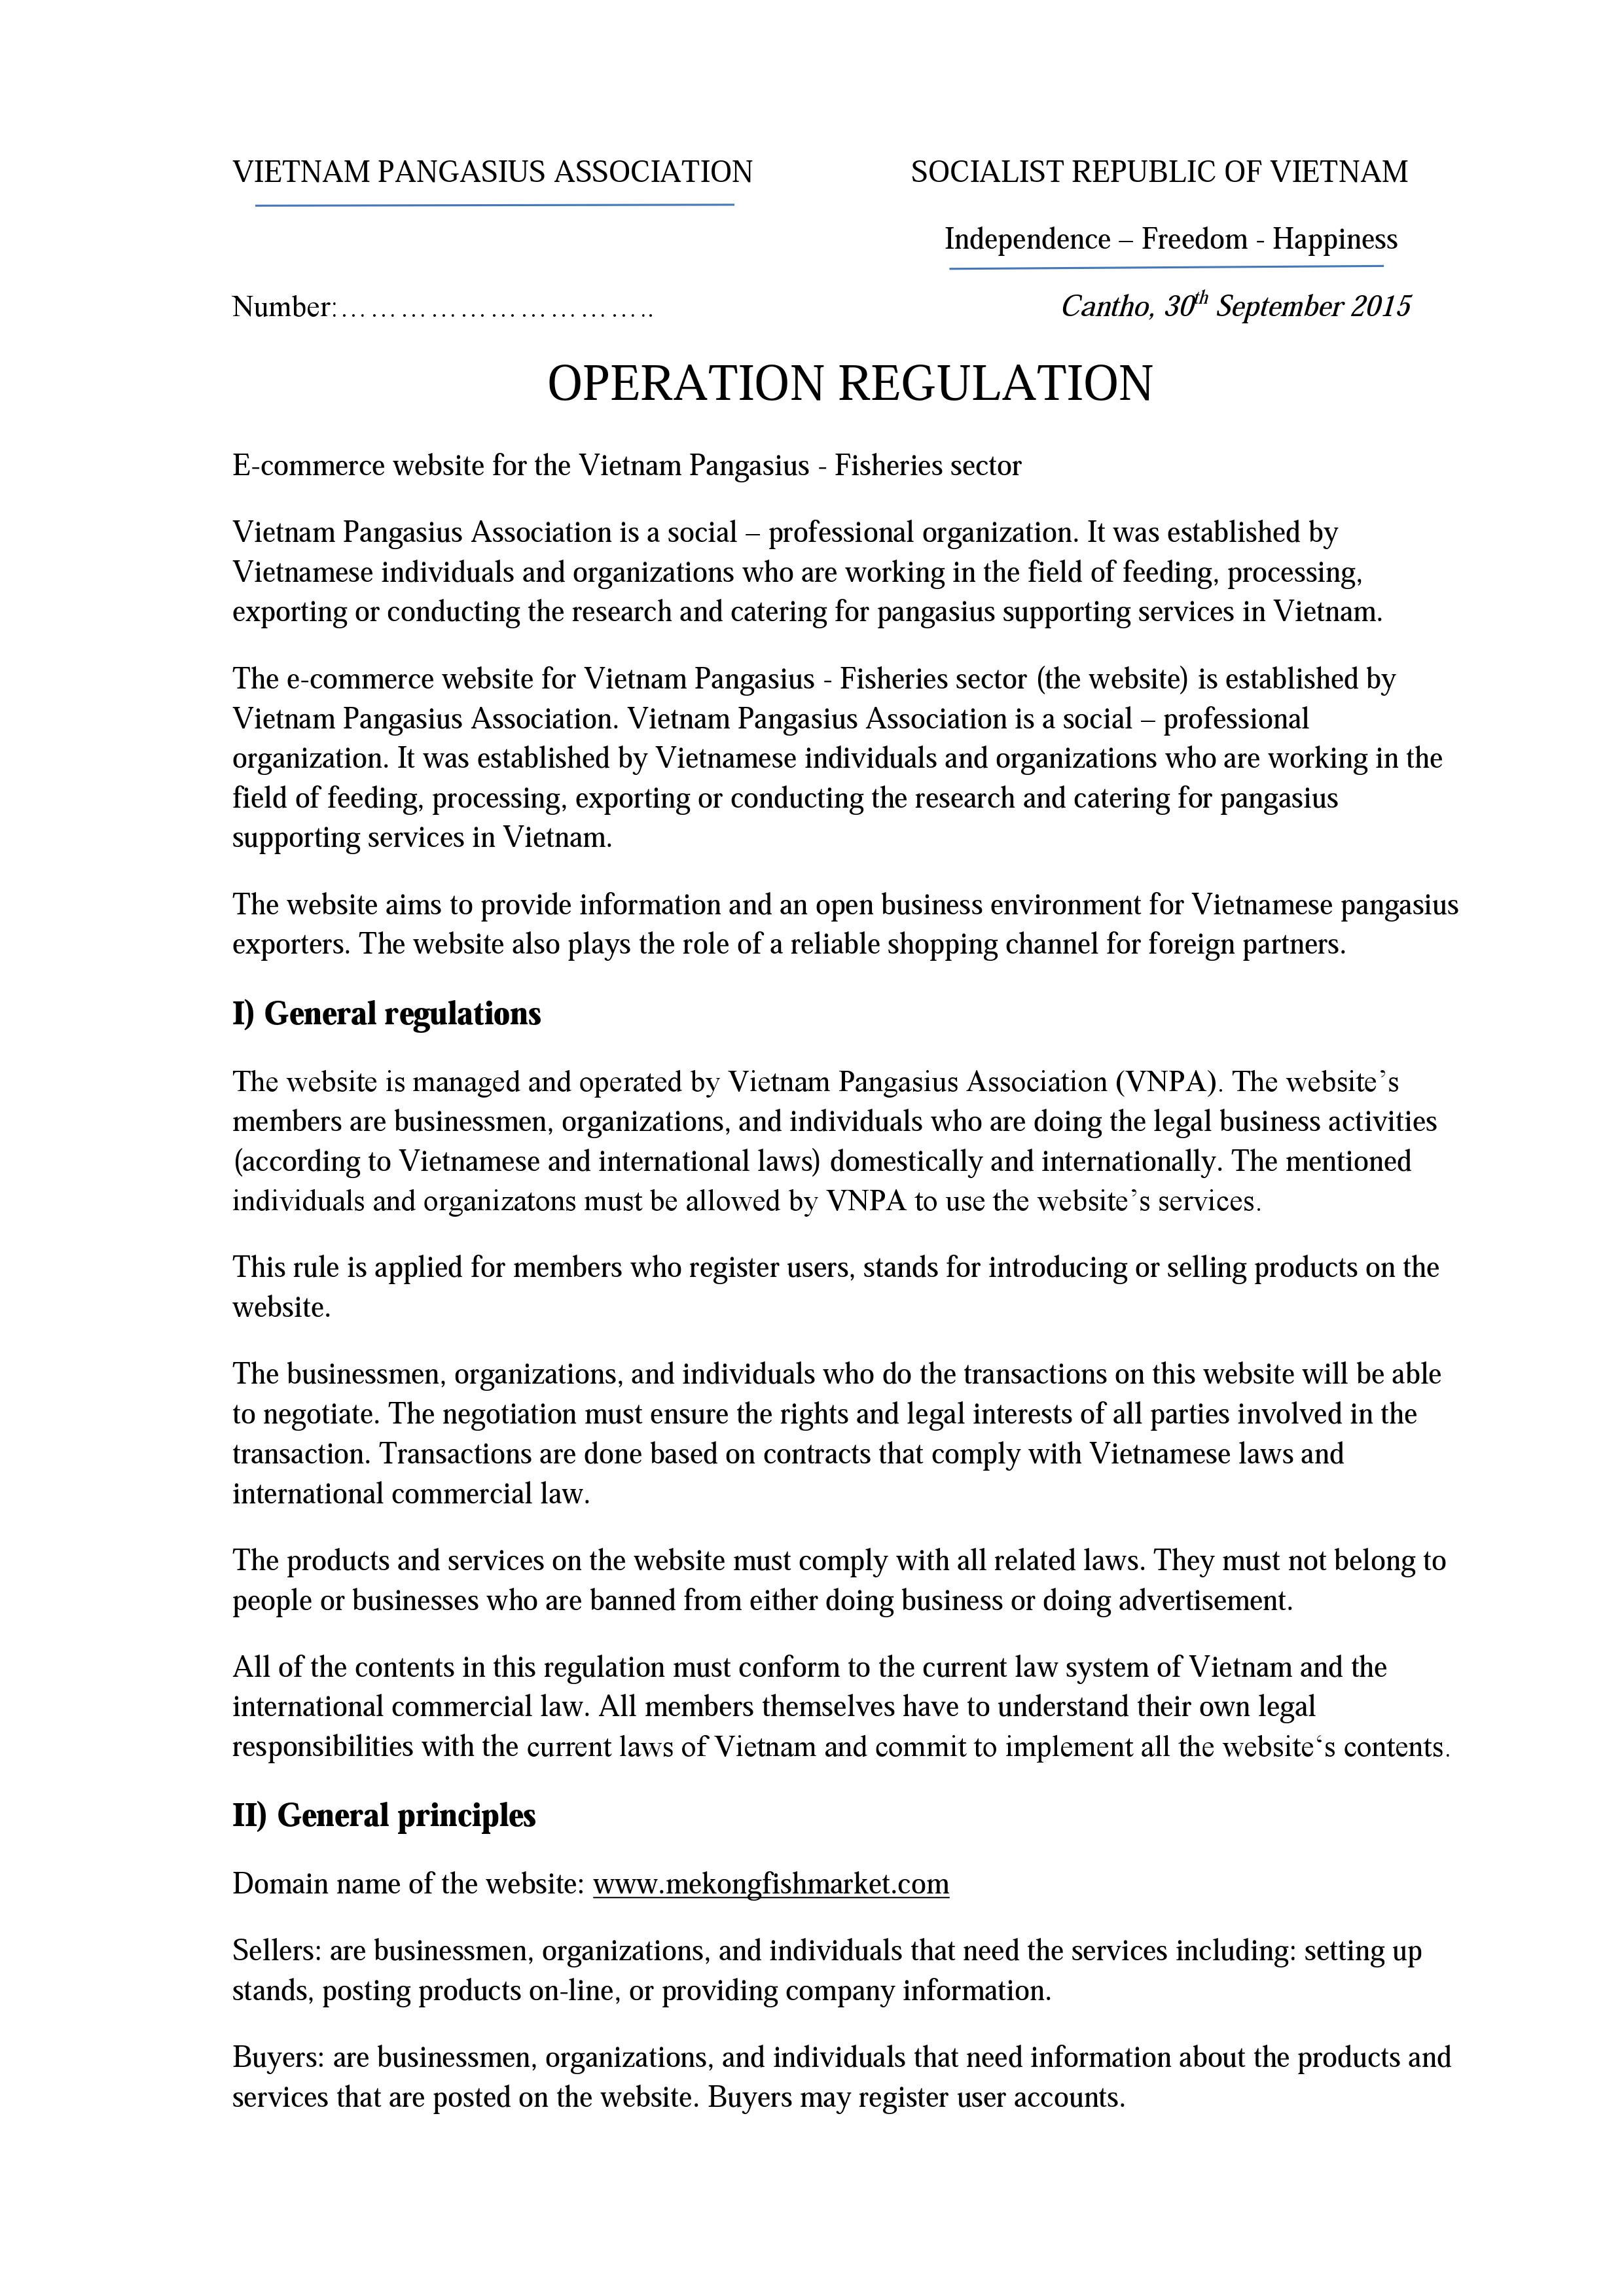 VIETNAM PANGASIUS ASSOCIATION SOCIALIST REPUBLIC OF VIETNAM
Independence – Freedom - Happiness
Number:………………………….. Cantho, 30th September 2015
OPERATION REGULATION
E-commerce website for the Vietnam Pangasius - Fisheries sector
Vietnam Pangasius Association is a social – professional organization. It was established by
Vietnamese individuals and organizations who are working in the field of feeding, processing,
exporting or conducting the research and catering for pangasius supporting services in Vietnam.
The e-commerce website for Vietnam Pangasius - Fisheries sector (the website) is established by
Vietnam Pangasius Association. Vietnam Pangasius Association is a social – professional
organization. It was established by Vietnamese individuals and organizations who are working in the
field of feeding, processing, exporting or conducting the research and catering for pangasius
supporting services in Vietnam.
The website aims to provide information and an open business environment for Vietnamese pangasius
exporters. The website also plays the role of a reliable shopping channel for foreign partners.
I) General regulations
The website is managed and operated by Vietnam Pangasius Association (VNPA). The website’s
members are businessmen, organizations, and individuals who are doing the legal business activities
(according to Vietnamese and international laws) domestically and internationally. The mentioned
individuals and organizatons must be allowed by VNPA to use the website’s services.
This rule is applied for members who register users, stands for introducing or selling products on the
website.
The businessmen, organizations, and individuals who do the transactions on this website will be able
to negotiate. The negotiation must ensure the rights and legal interests of all parties involved in the
transaction. Transactions are done based on contracts that comply with Vietnamese laws and
international commercial law.
The products and services on the website must comply with all related laws. They must not belong to
people or businesses who are banned from either doing business or doing advertisement.
All of the contents in this regulation must conform to the current law system of Vietnam and the
international commercial law. All members themselves have to understand their own legal
responsibilities with the current laws of Vietnam and commit to implement all the website‘s contents.
II) General principles
Domain name of the website: www.mekongfishmarket.com
Sellers: are businessmen, organizations, and individuals that need the services including: setting up
stands, posting products on-line, or providing company information.
Buyers: are businessmen, organizations, and individuals that need information about the products and
services that are posted on the website. Buyers may register user accounts.